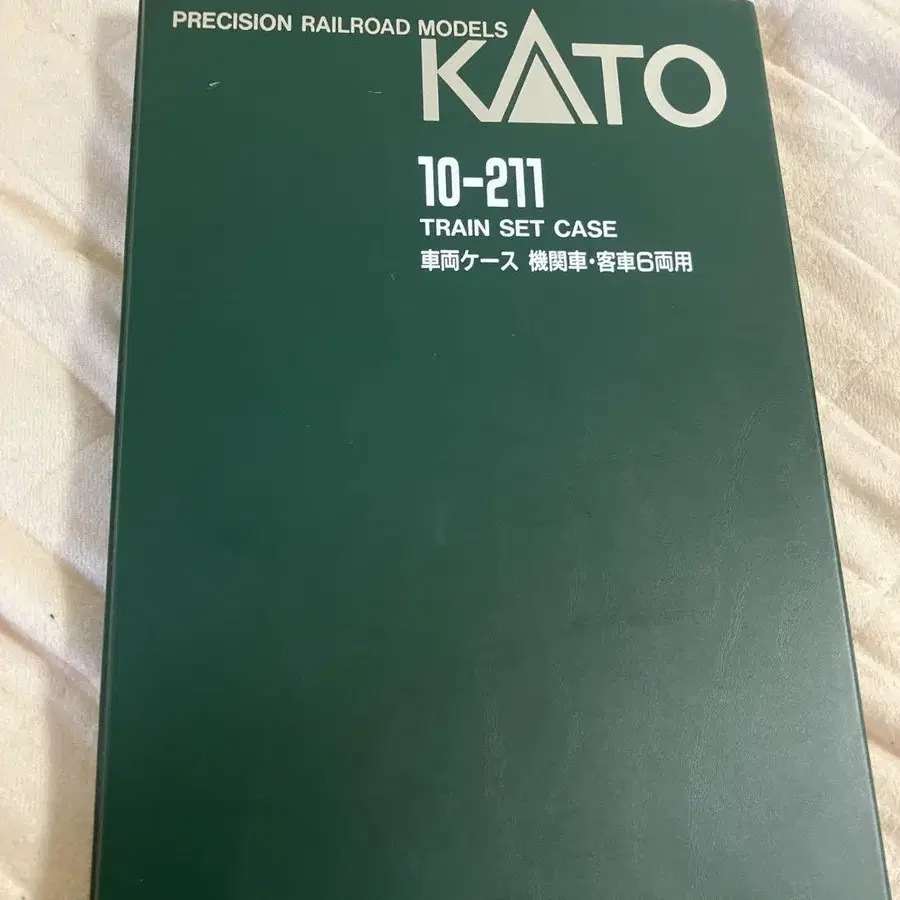 PRECISION RAILROAD MODELS
KATO
10-211
TRAIN SET CASE
車両ケース 機関車・客車6両用